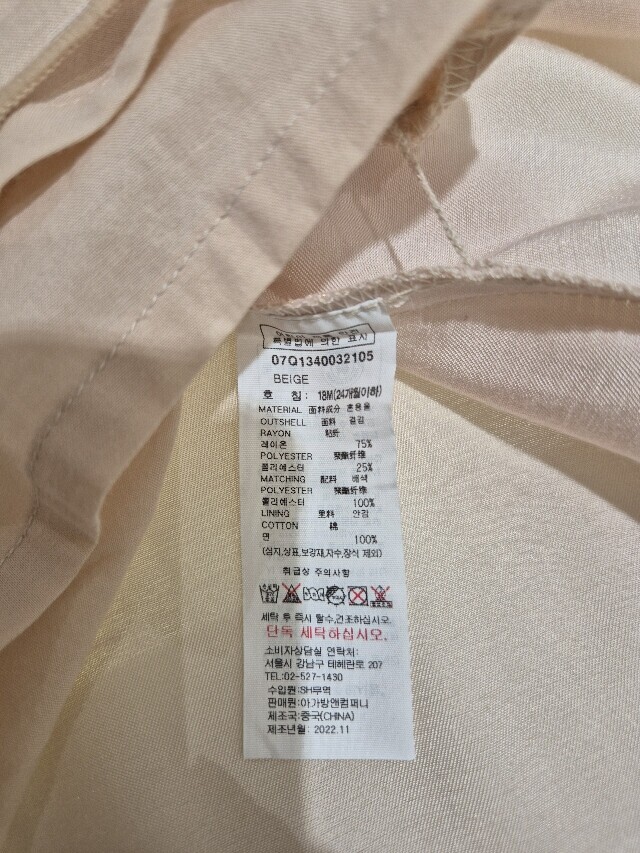 특별법에 의한 표시
07Q1340032105
BEIGE
호 칭: 18M(24개월이하)
MATERIAL 面料成分 혼용율
OUTSHELL 面料 겉감
RAYON 粘纤
레이온 75%
POLYESTER 聚酯纤维
폴리에스터 25%
MATCHING 配料 배색
POLYESTER 聚酯纤维
폴리에스터 100%
LINING 里料 안감
COTTON 棉
면 100%
(심지,상표,보강재,자수,장식 제외)
취급상 주의사항
세탁 후 즉시 탈수,건조하십시오.
단독 세탁하십시오.
소비자상담실 연락처:
서울시 강남구 테헤란로 207
TEL:02-527-1430
수입원:SH무역
판매원:아가방앤컴퍼니
제조국:중국(CHINA)
제조년월: 2022.11